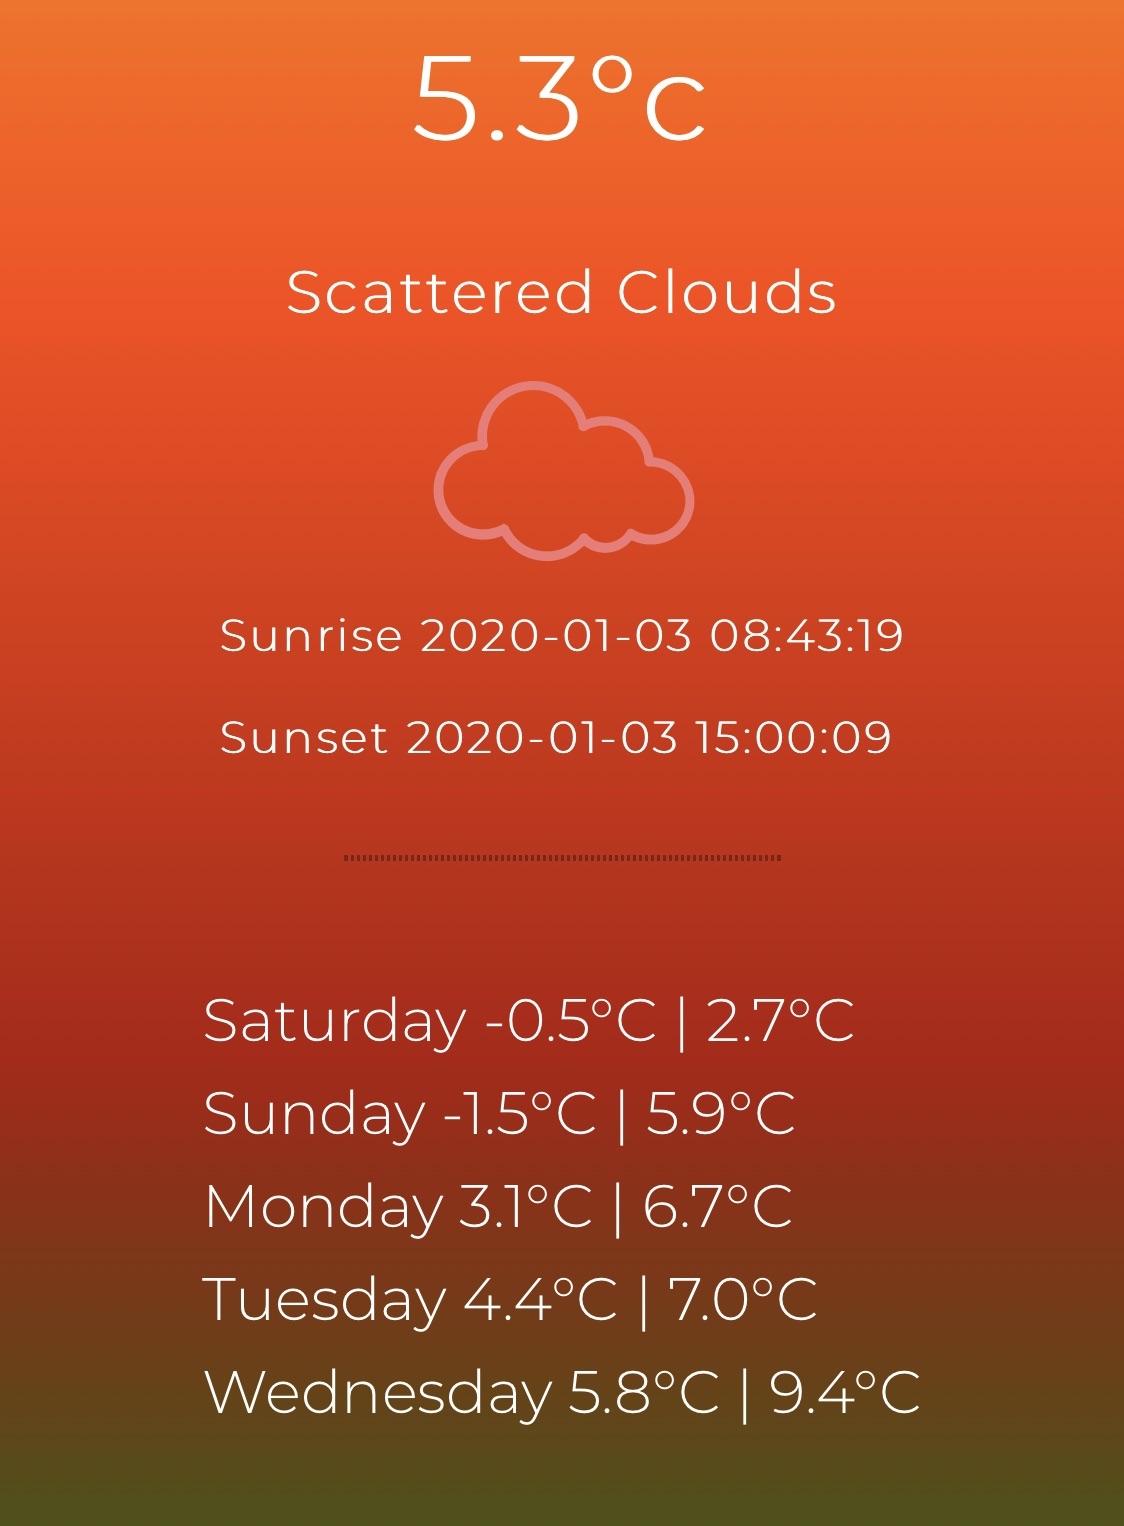 5.3°c
Scattered Clouds
Sunrise 2020-01-03 08:43:19
Sunset 2020-01-03 15:00:09
Saturday -0.5°C | 2.7°C
Sunday -1.5°C | 5.9°C
Monday 3.1°C | 6.7°C
Tuesday 4.4°C | 7.0°C
Wednesday 5.8°C | 9.4°C